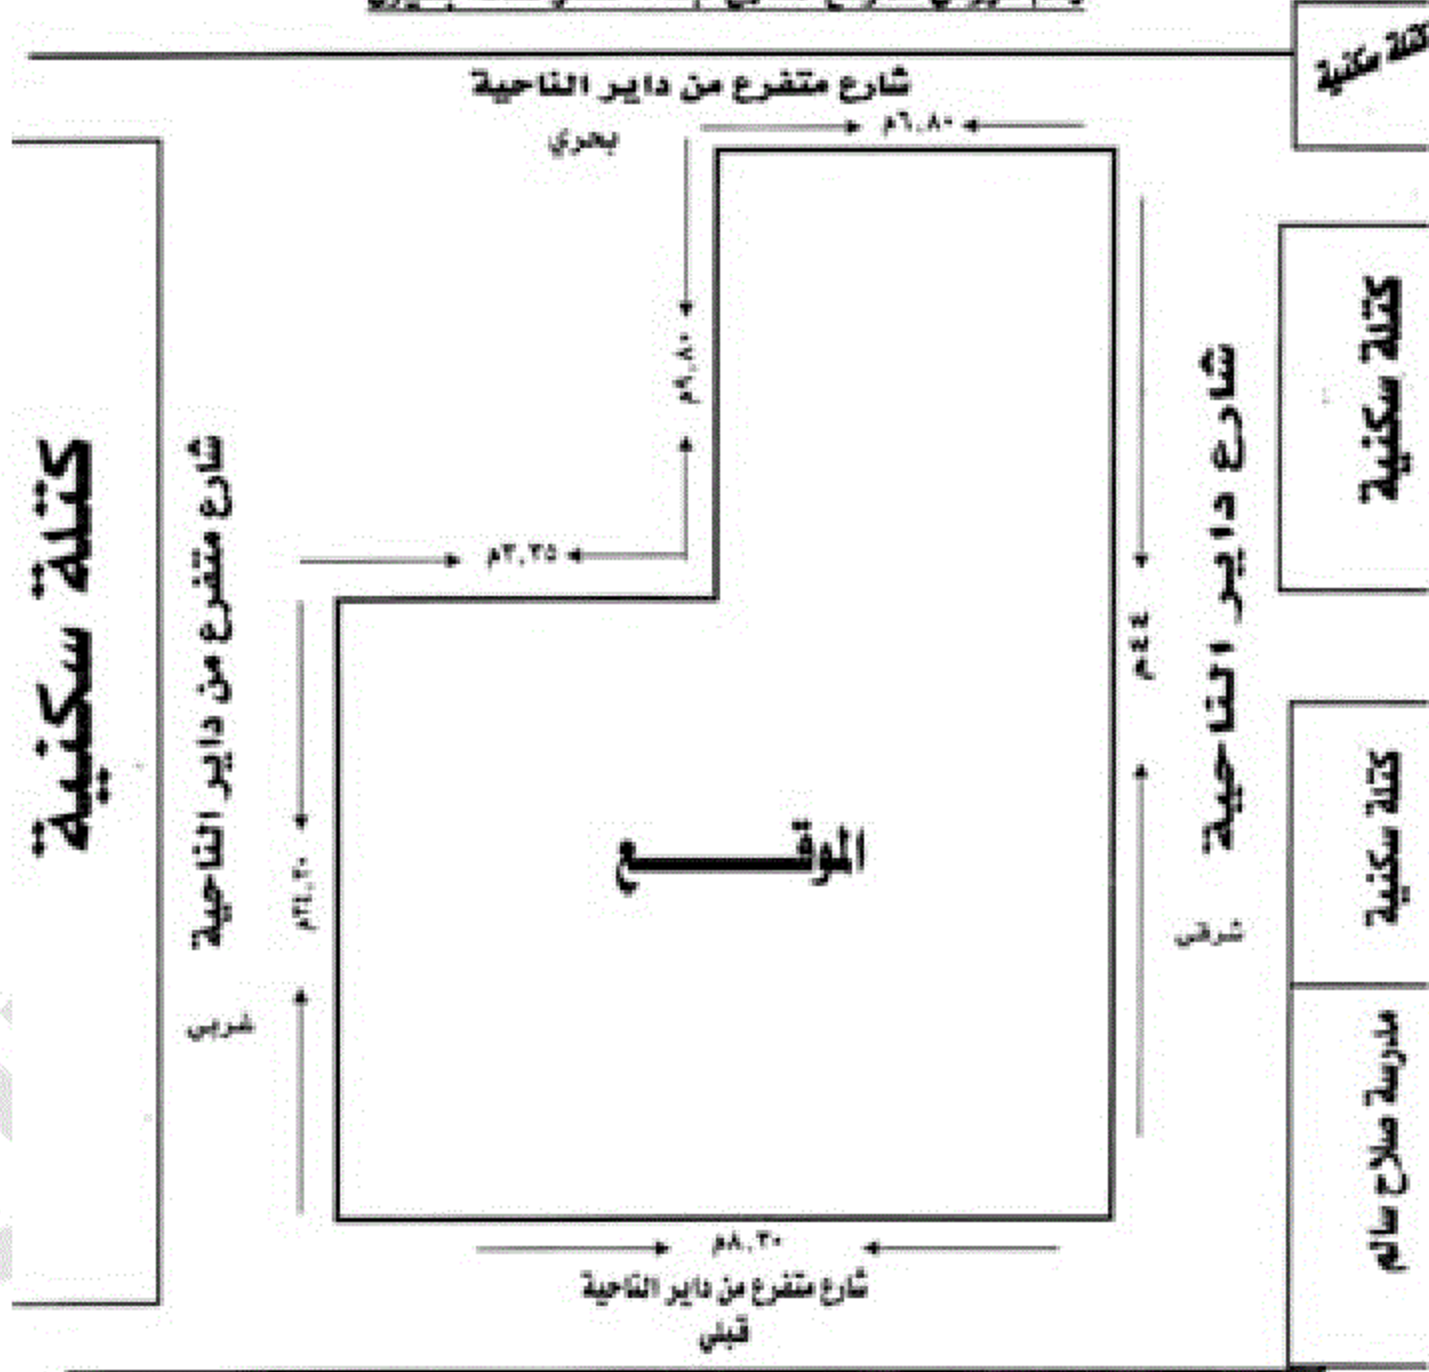 كتلة سكنية
شارع متفرع من داير الناحية
٦.٨٠م
بحري
٩.٨٠م
كتلة سكنية
شارع داير الناحية
٣.٣٥م
٤٤م
كتلة سكنية
شارع متفرع من داير الناحية
الموقع
٣٤.٢٠م
كتلة سكنية
شرقي
غربي
مدرسة صلاح سالم
٨.٣٠م
شارع متفرع من داير الناحية
قبلي